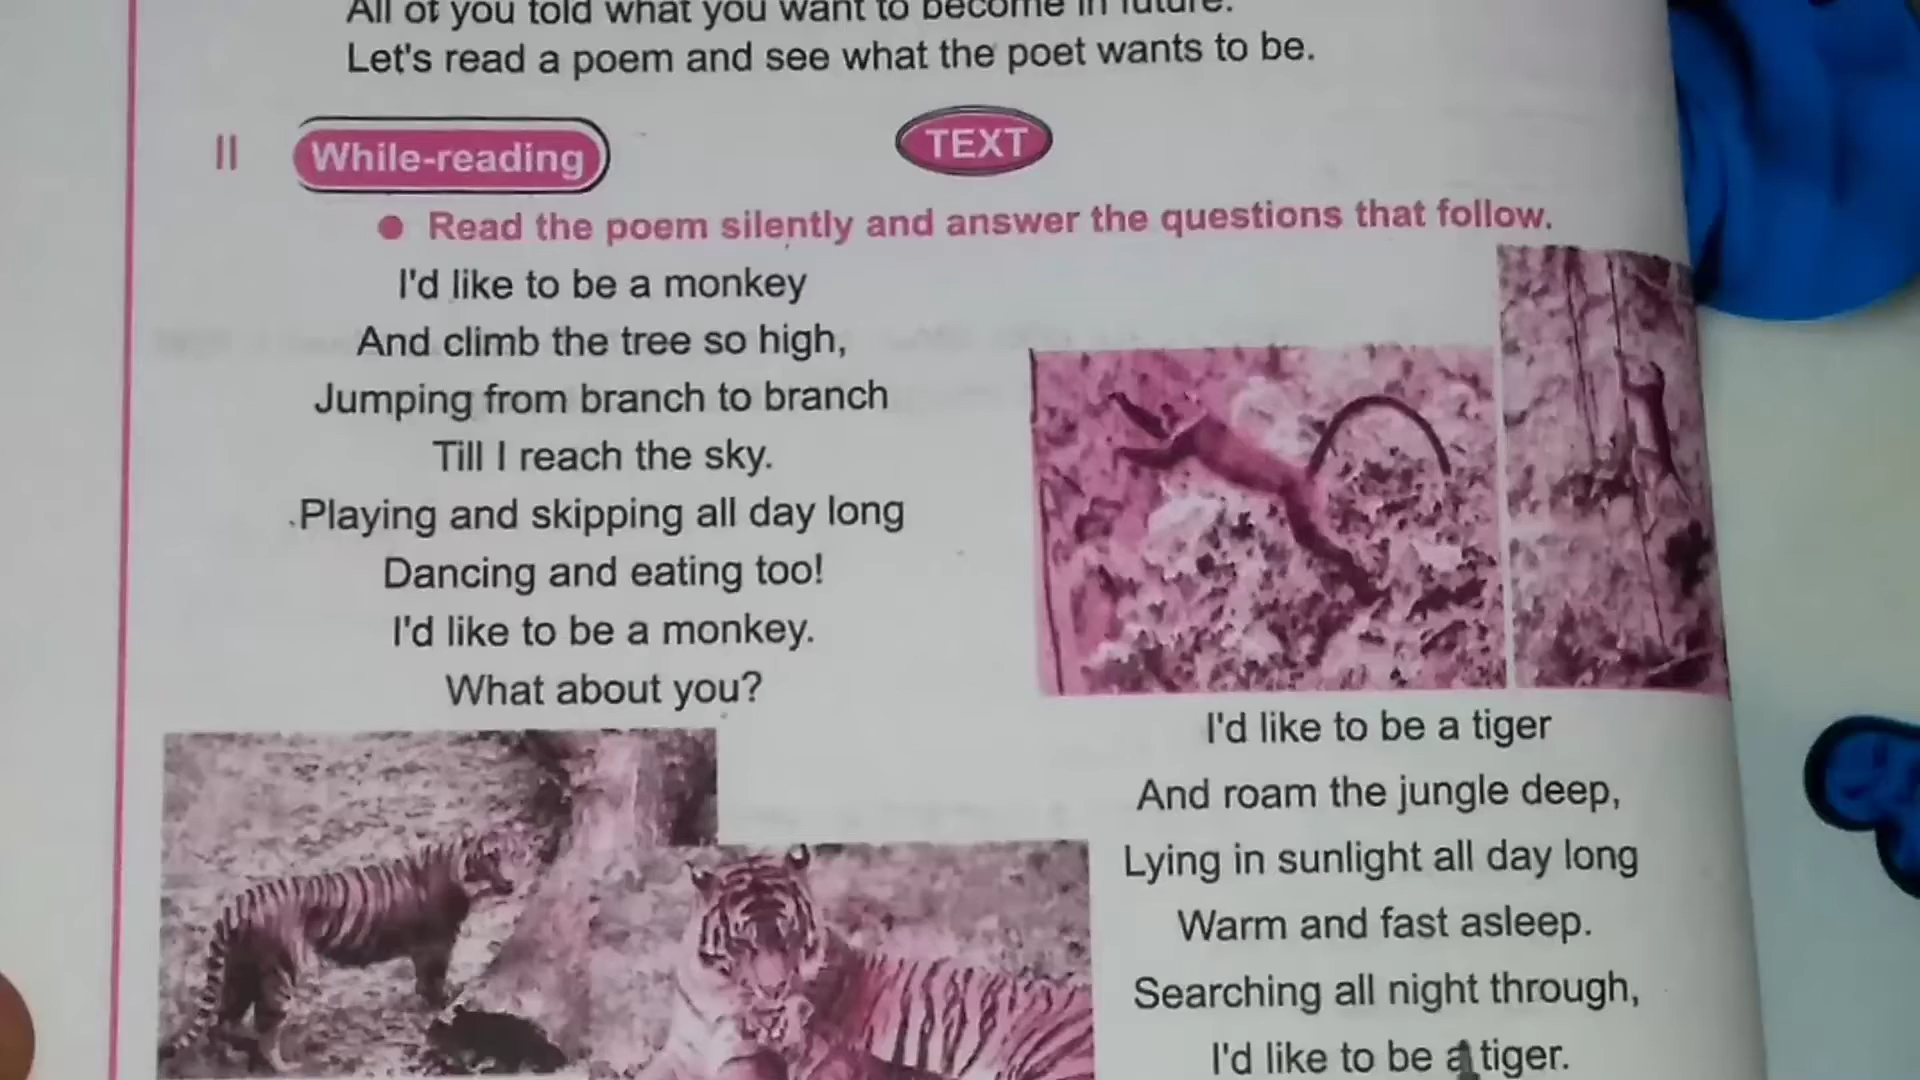 All of you told what you want to become in future.
Let's read a poem and see what the poet wants to be.
II While-reading TEXT
● Read the poem silently and answer the questions that follow.
I'd like to be a monkey
And climb the tree so high,
Jumping from branch to branch
Till I reach the sky.
Playing and skipping all day long
Dancing and eating too!
I'd like to be a monkey.
What about you?
I'd like to be a tiger
And roam the jungle deep,
Lying in sunlight all day long
Warm and fast asleep.
Searching all night through,
I'd like to be a tiger.